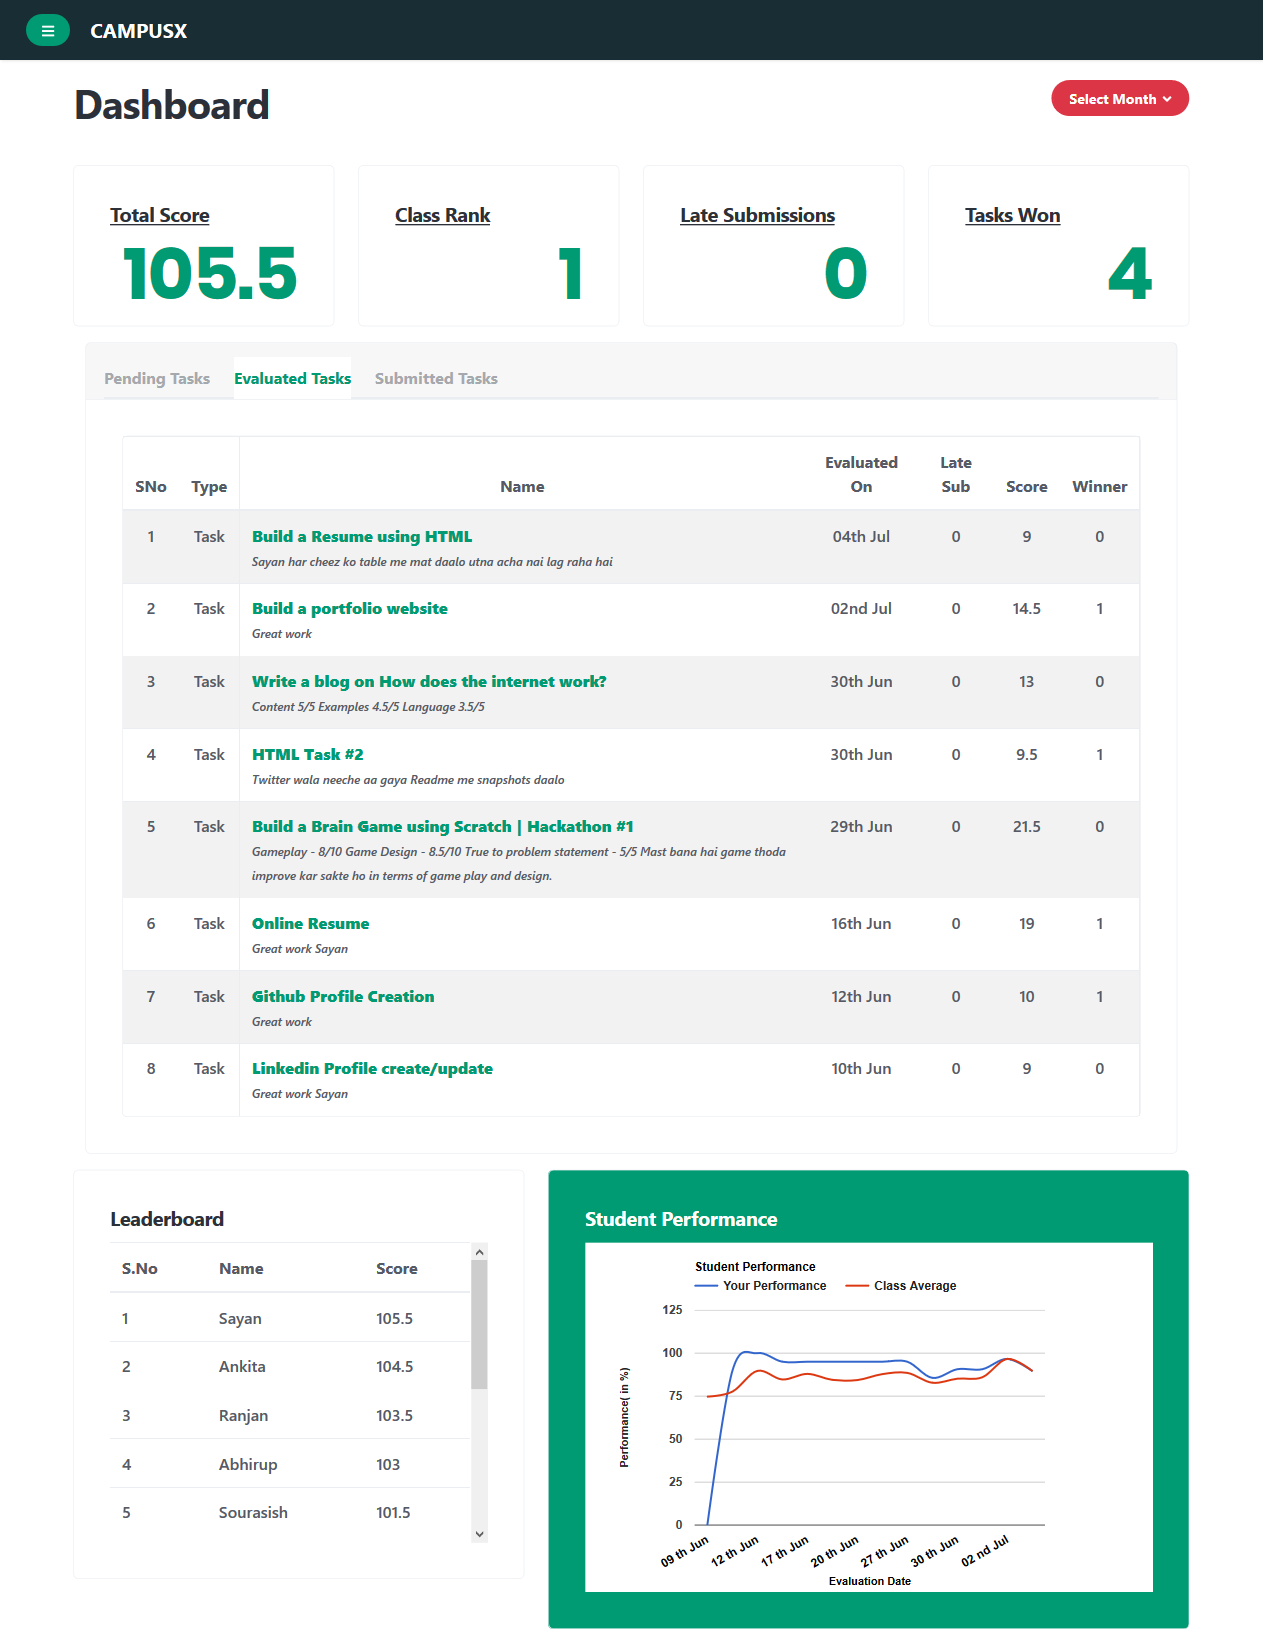 CAMPUSX
Dashboard
Select Month
Total Score
105.5
Class Rank
1
Late Submissions
0
Tasks Won
4
Pending Tasks Evaluated Tasks Submitted Tasks
SNo Type Name Evaluated On Late Sub Score Winner
1 Task Build a Resume using HTML 04th Jul 0 9 0
Sayan har cheez ko table me mat daalo utna acha nai lag raha hai
2 Task Build a portfolio website 02nd Jul 0 14.5 1
Great work
3 Task Write a blog on How does the internet work? 30th Jun 0 13 0
Content 5/5 Examples 4.5/5 Language 3.5/5
4 Task HTML Task #2 30th Jun 0 9.5 1
Twitter wala neeche aa gaya Readme me snapshots daalo
5 Task Build a Brain Game using Scratch | Hackathon #1 29th Jun 0 21.5 0
Gameplay - 8/10 Game Design - 8.5/10 True to problem statement - 5/5 Mast bana hai game thoda
improve kar sakte ho in terms of game play and design.
6 Task Online Resume 16th Jun 0 19 1
Great work Sayan
7 Task Github Profile Creation 12th Jun 0 10 1
Great work
8 Task Linkedin Profile create/update 10th Jun 0 9 0
Great work Sayan
Leaderboard
S.No Name Score
1 Sayan 105.5
2 Ankita 104.5
3 Ranjan 103.5
4 Abhirup 103
5 Sourasish 101.5
Student Performance
Student Performance
Your Performance Class Average
125
100
75
50
25
0
Performance( in %)
09 th Jun 12 th Jun 17 th Jun 20 th Jun 27 th Jun 30 th Jun 02 nd Jul
Evaluation Date